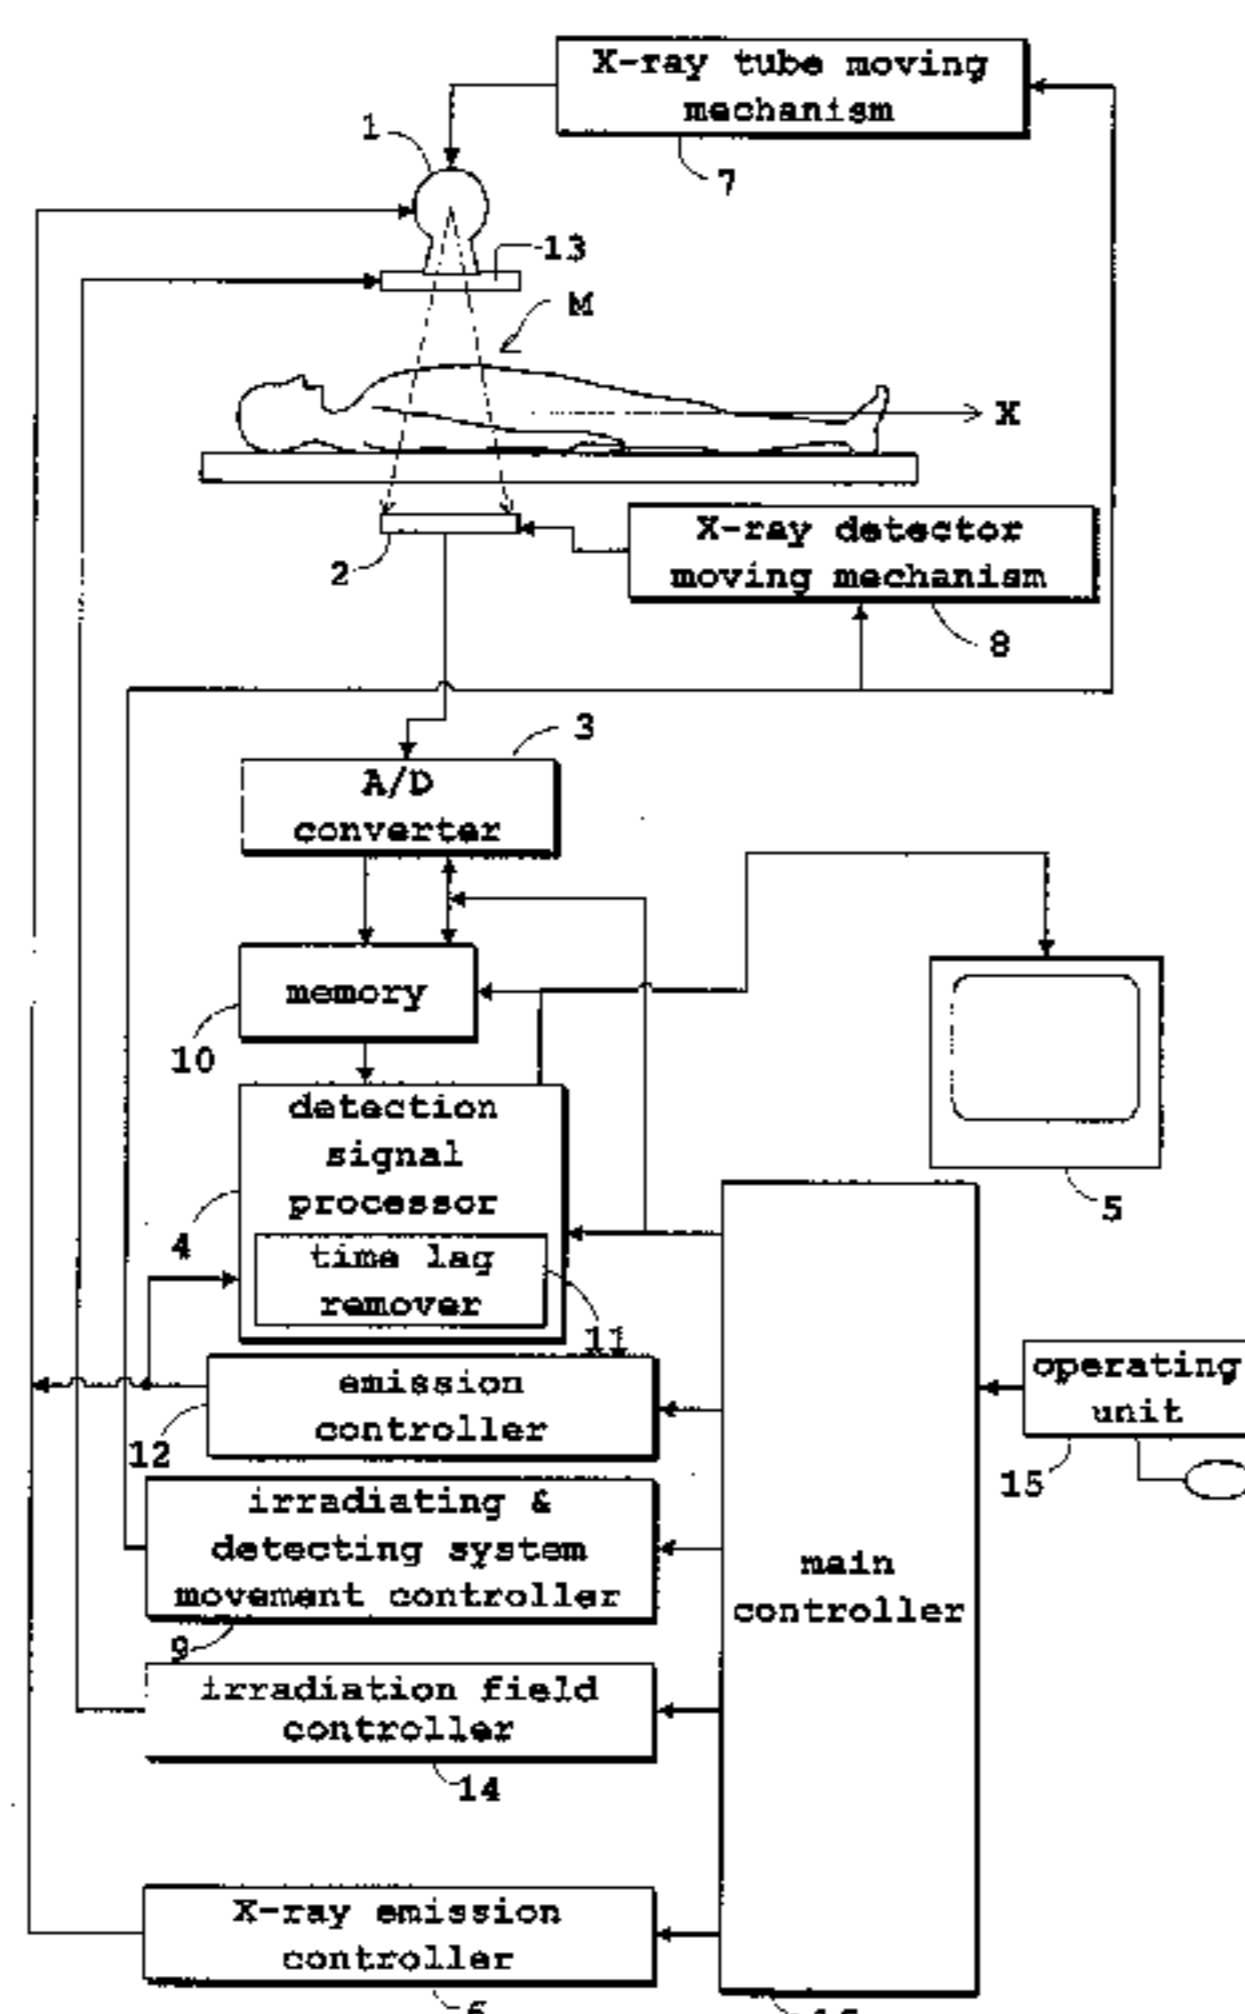 X-ray tube moving
mechanism
1
7
13
M
X
X-ray detector
moving mechanism
2
8
3
A/D
converter
memory
10
detection
signal
processor
4
5
time lag
remover
11
emission
controller
12
operating
unit
15
irradiating &
detecting system
movement controller
9
main
controller
irradiation field
controller
14
X-ray emission
controller